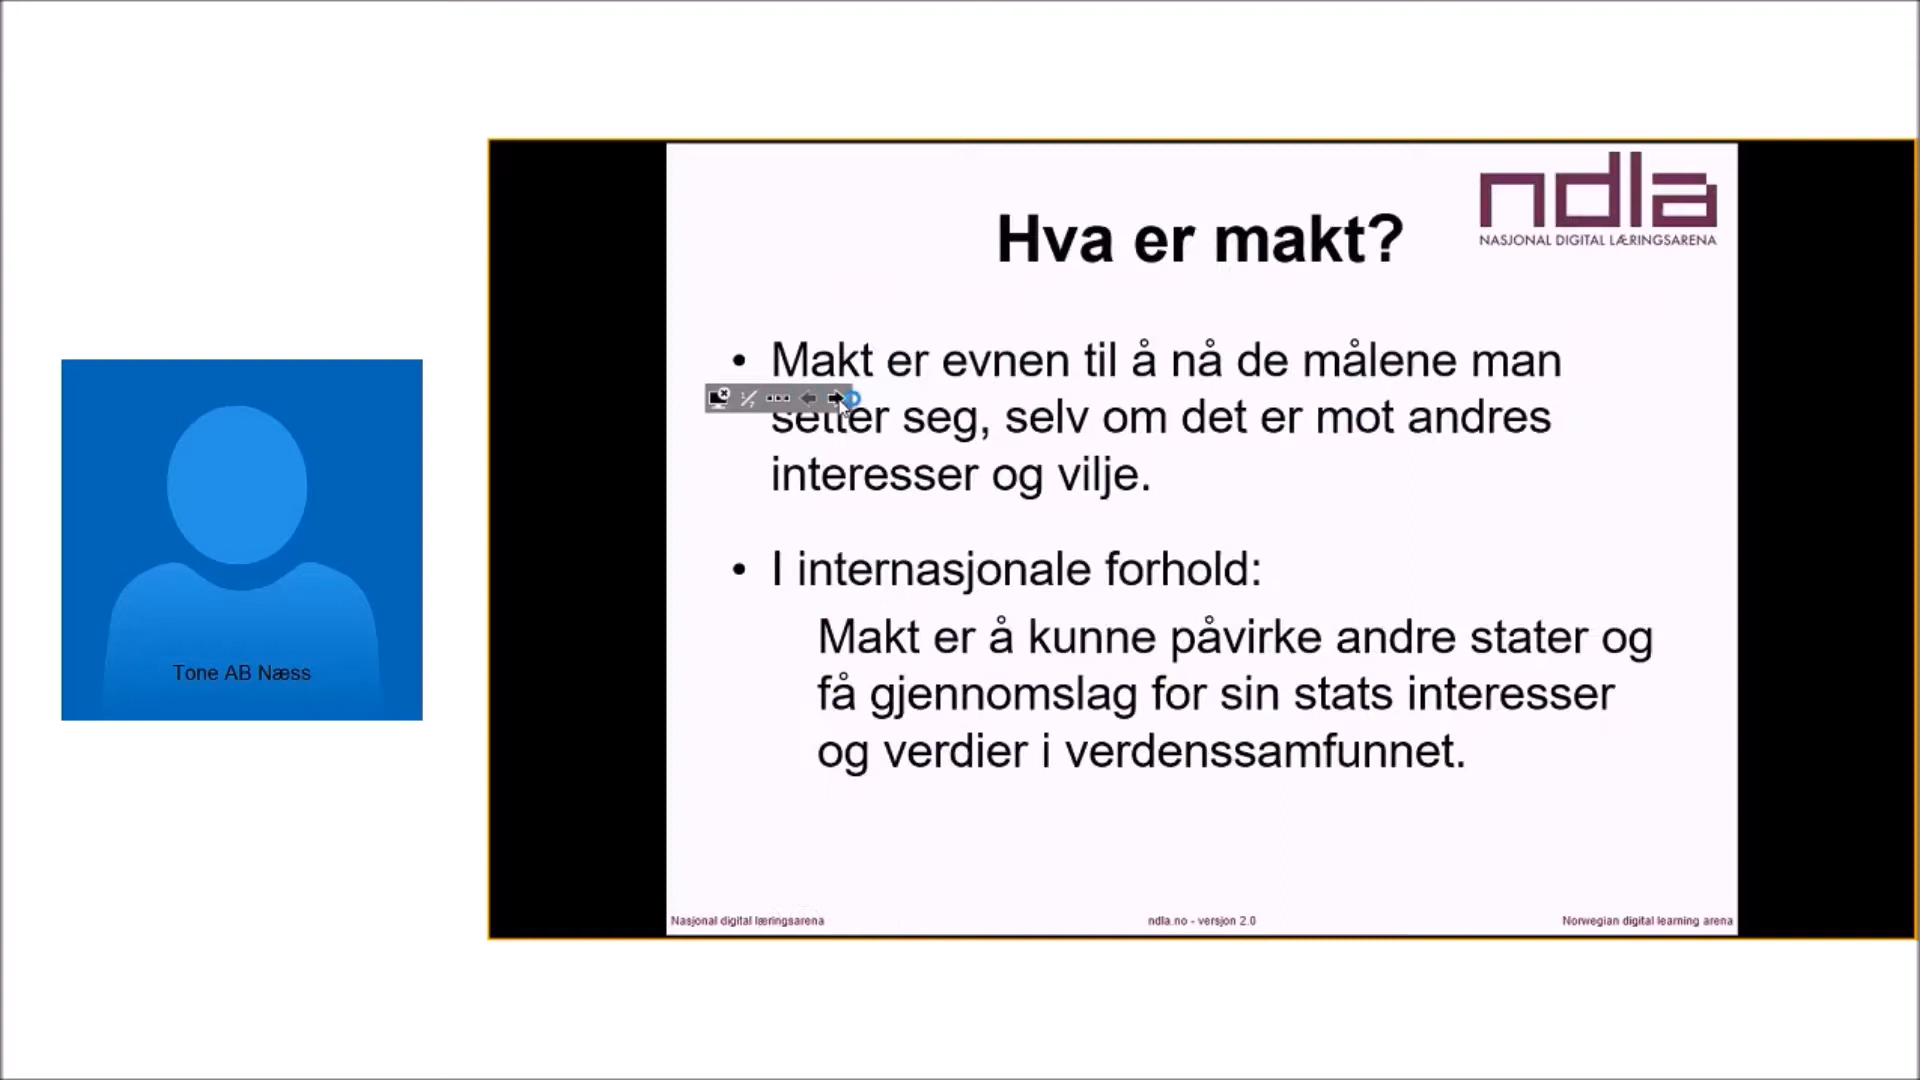 ndla
NASJONAL DIGITAL LÆRINGSARENA
Hva er makt?
• Makt er evnen til å nå de målene man
setter seg, selv om det er mot andres
interesser og vilje.
• I internasjonale forhold:
Makt er å kunne påvirke andre stater og
få gjennomslag for sin stats interesser
og verdier i verdenssamfunnet.
Tone AB Næss
Nasjonal digital læringsarena
ndla.no - versjon 2.0
Norwegian digital learning arena